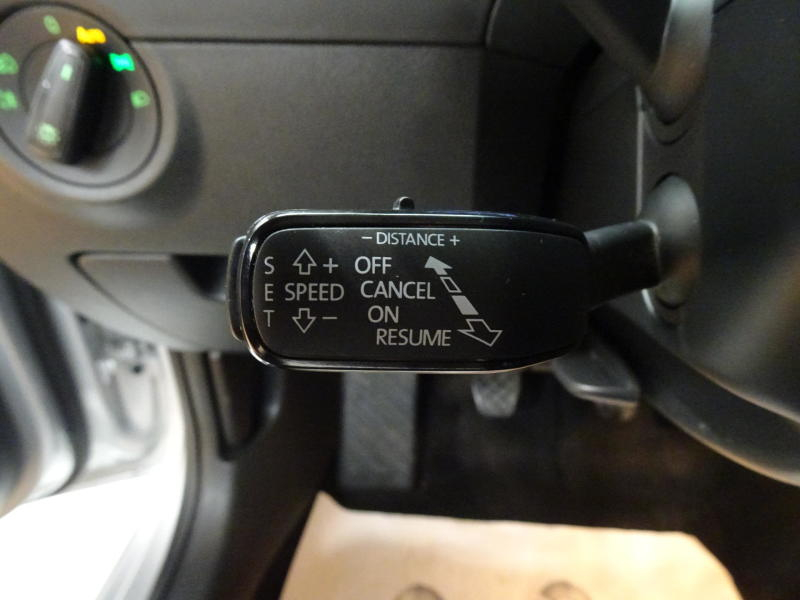 - DISTANCE +
S + OFF
E SPEED CANCEL
T - ON
RESUME